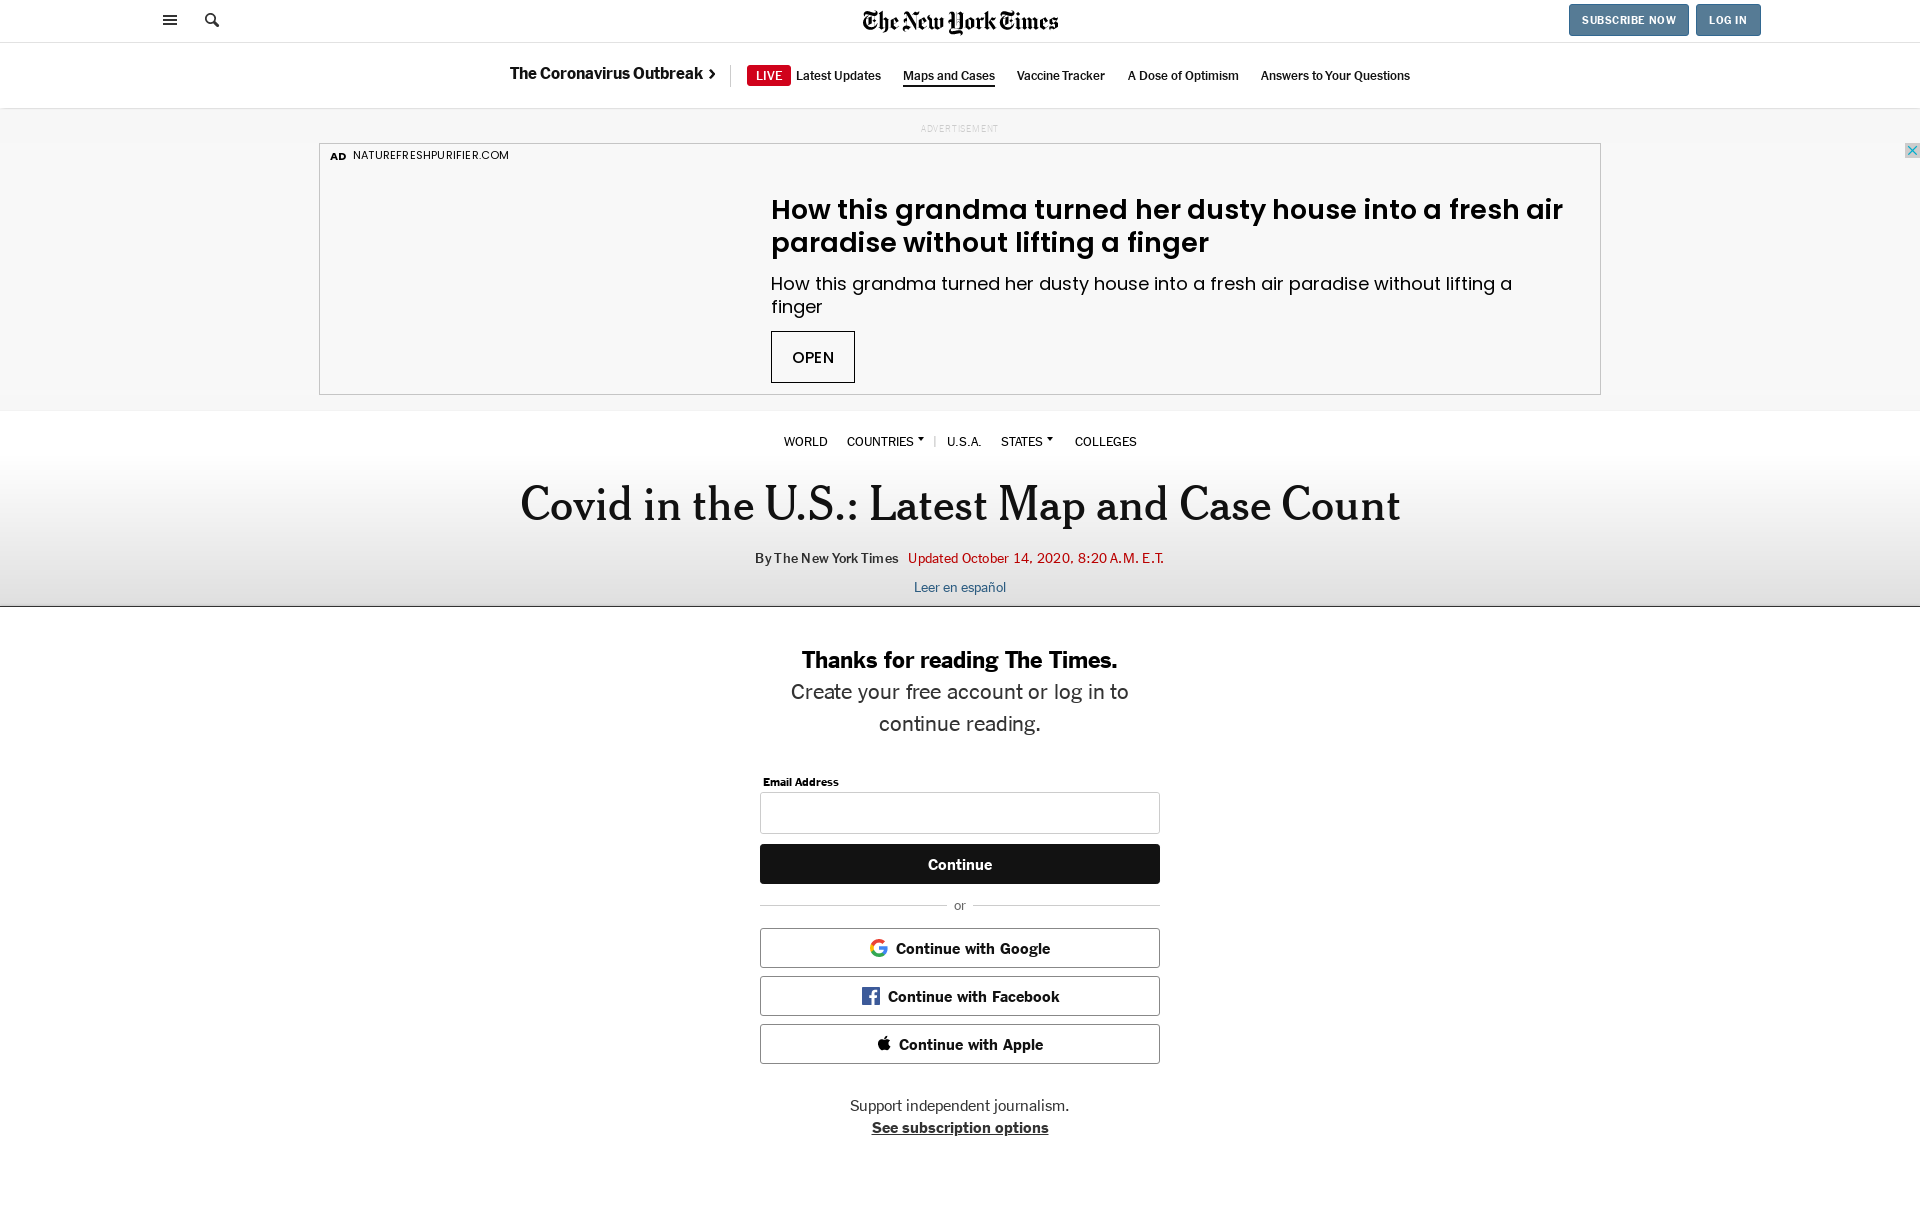 The New York Times
SUBSCRIBE NOW
LOG IN
The Coronavirus Outbreak
LIVE Latest Updates
Maps and Cases
Vaccine Tracker
A Dose of Optimism
Answers to Your Questions
ADVERTISEMENT
AD NATUREFRESHPURIFIER.COM
How this grandma turned her dusty house into a fresh air
paradise without lifting a finger
How this grandma turned her dusty house into a fresh air paradise without lifting a
finger
OPEN
WORLD COUNTRIES | U.S.A. STATES COLLEGES
Covid in the U.S.: Latest Map and Case Count
By The New York Times Updated October 14, 2020, 8:20 A.M. E.T.
Leer en español
Thanks for reading The Times.
Create your free account or log in to
continue reading.
Email Address
Continue
or
Continue with Google
Continue with Facebook
Continue with Apple
Support independent journalism.
See subscription options